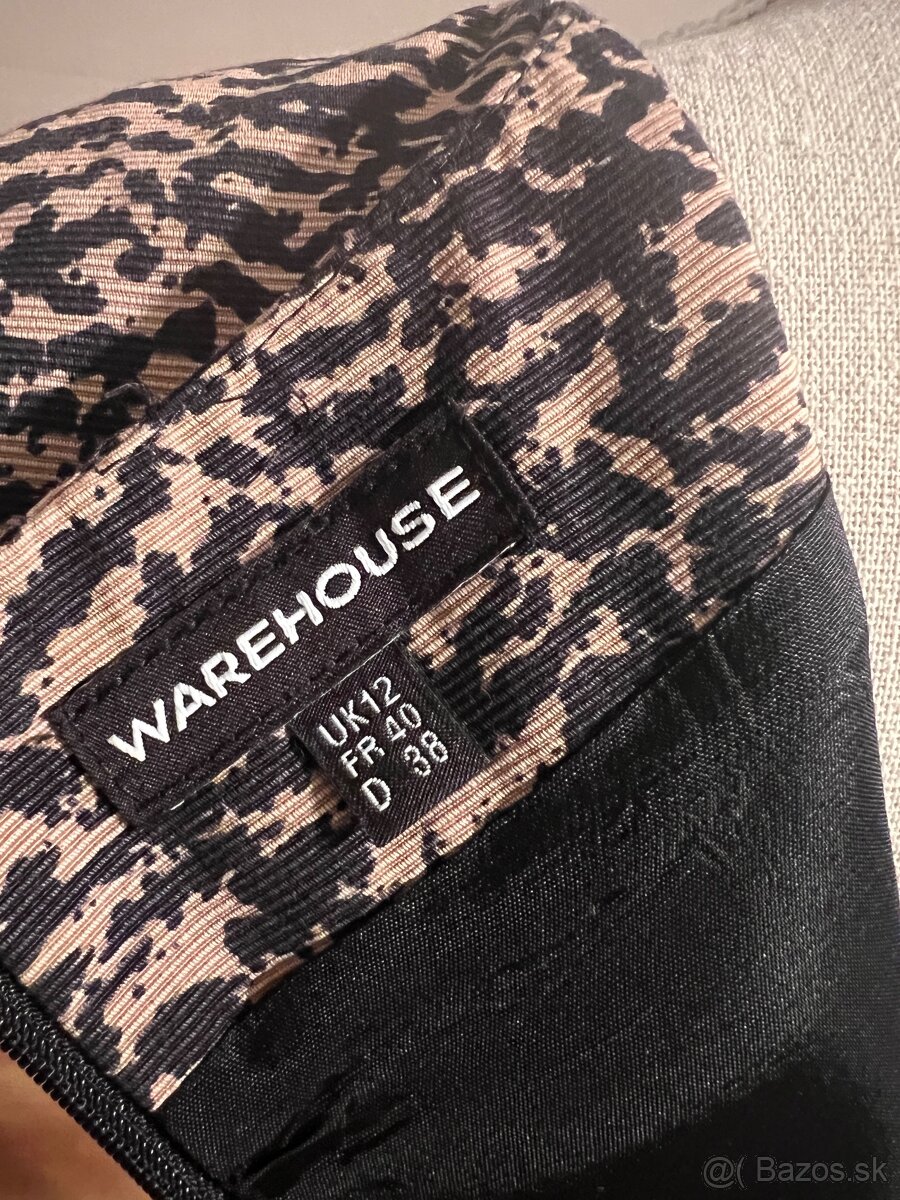 WAREHOUSE
UK12
FR 40
D 38
@( Bazos.sk